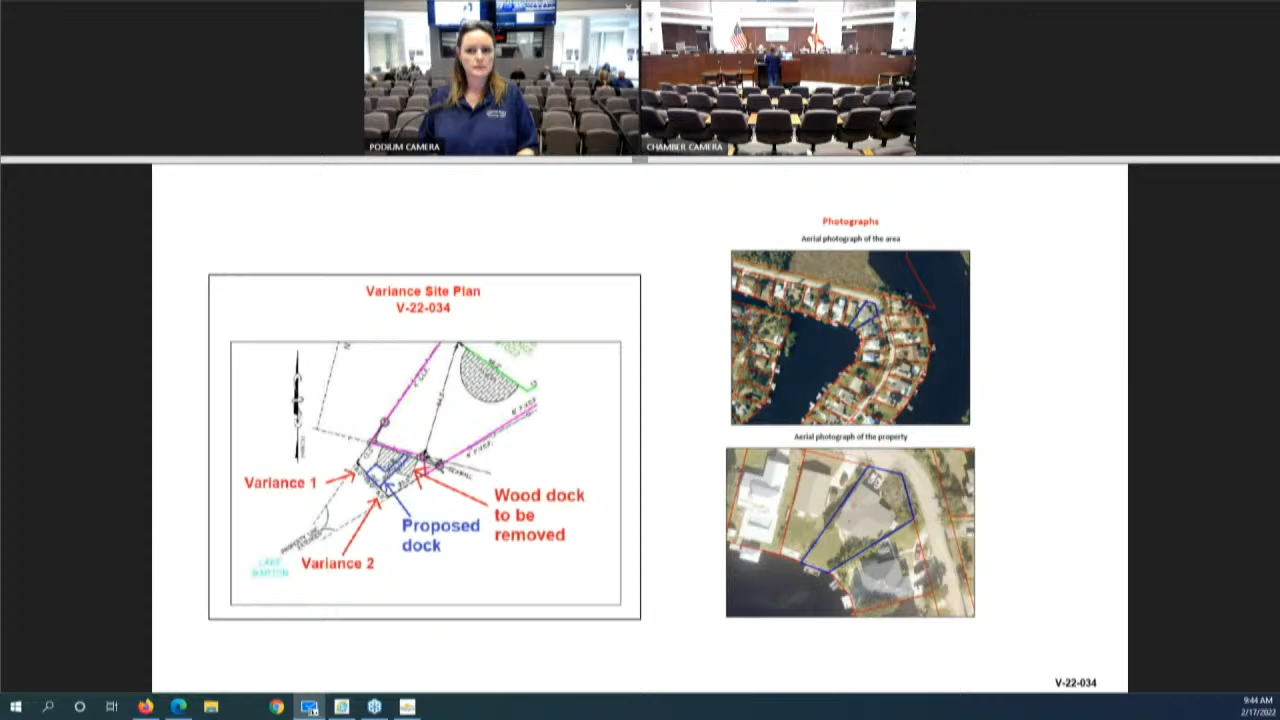 PODIUM CAMERA
CHAMBER CAMERA
Variance Site Plan
V-22-034
Variance 1
Proposed
dock
Variance 2
Wood dock
to be
removed
LAKE
BARTON
Photographs
Aerial photograph of the area
Aerial photograph of the property
V-22-034
9:44 AM
2/17/2022